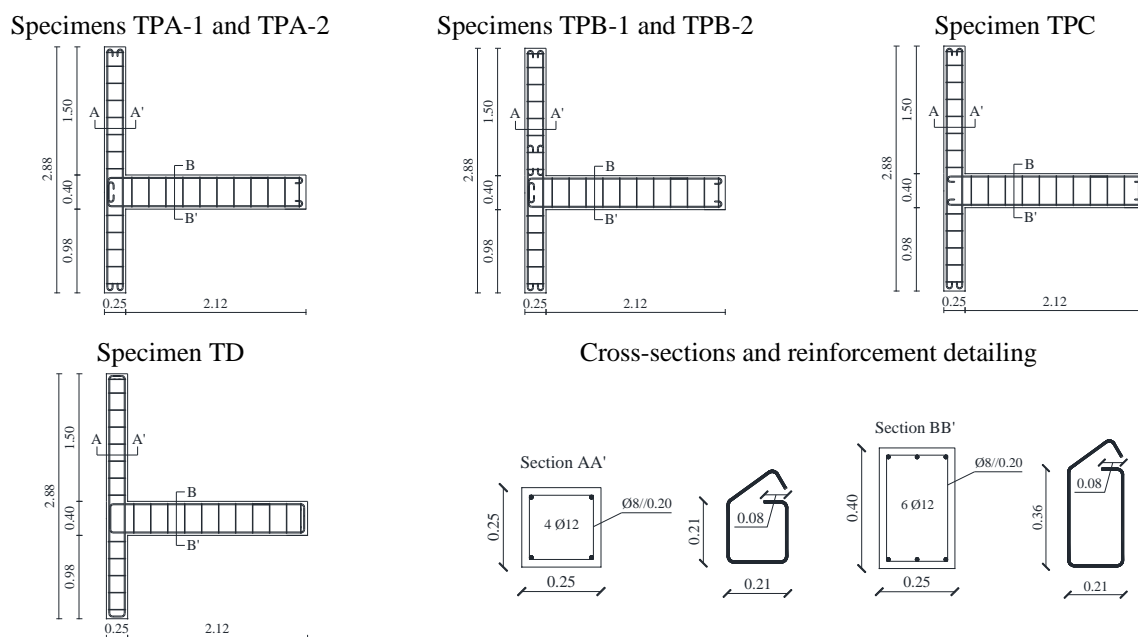 Specimens TPA-1 and TPA-2
Specimens TPB-1 and TPB-2
Specimen TPC
2.88
1.50
0.40
0.98
A
A'
B
B'
0.25
2.12
2.88
1.50
0.40
0.98
A
A'
B
B'
0.25
2.12
2.88
1.50
0.40
0.98
A
A'
B
B'
0.25
2.12
Specimen TD
Cross-sections and reinforcement detailing
2.88
1.50
0.40
0.98
A
A'
B
B'
0.25
2.12
Section AA'
0.25
4 Ø12
Ø8//0.20
0.25
0.21
0.08
0.21
Section BB'
0.40
6 Ø12
Ø8//0.20
0.25
0.36
0.08
0.21